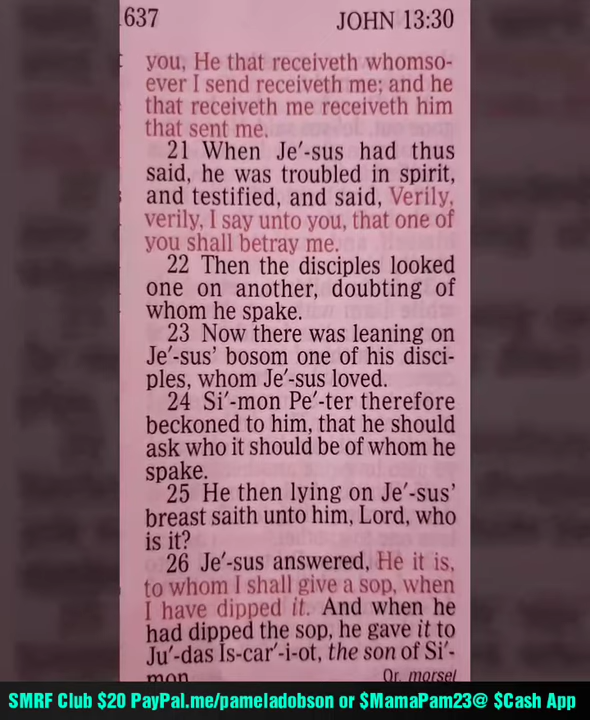 1637 JOHN 13:30
you, He that receiveth whomso-
ever I send receiveth me; and he
that receiveth me receiveth him
that sent me.
21 When Je′-sus had thus
said, he was troubled in spirit,
and testified, and said, Verily,
verily, I say unto you, that one of
you shall betray me.
22 Then the disciples looked
one on another, doubting of
whom he spake.
23 Now there was leaning on
Je′-sus’ bosom one of his disci-
ples, whom Je′-sus loved.
24 Si′-mon Pe′-ter therefore
beckoned to him, that he should
ask who it should be of whom he
spake.
25 He then lying on Je′-sus’
breast saith unto him, Lord, who
is it?
26 Je′-sus answered, He it is,
to whom I shall give a sop, when
I have dipped it. And when he
had dipped the sop, he gave it to
Ju′-das Is-car′-i-ot, the son of Si′-
mon.
Or, morsel
SMRF Club $20 PayPal.me/pameladobson or $MamaPam23@ $Cash App